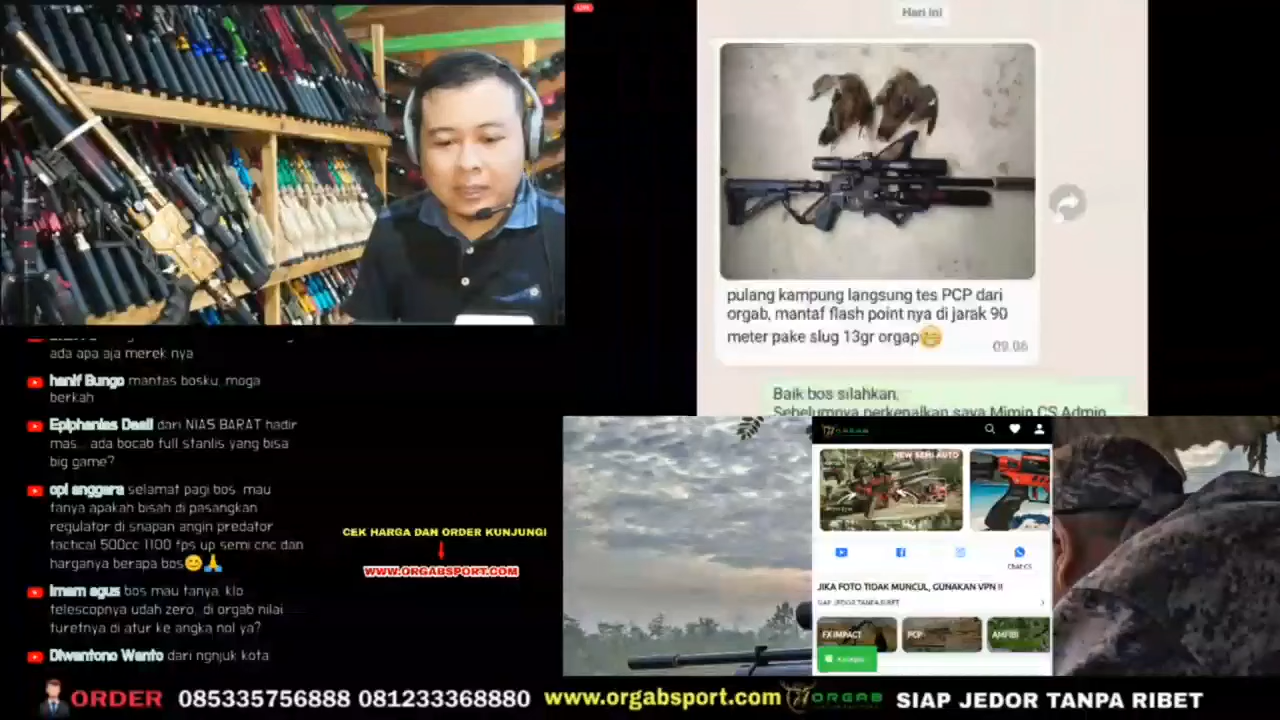 LIVE
Hari ini
pulang kampung langsung tes PCP dari
orgab, mantaf flash point nya di jarak 90
meter pake slug 13gr orgap😁
09.06
Baik bos silahkan,
Sebelumnya perkenalkan saya Mimin CS Admin
ada apa aja merek nya
hanif Bungo mantas bosku, moga
berkah
Epiphanias Daeli dari NIAS BARAT hadir
mas... ada bocab full stanlis yang bisa
big game?
opi anggara selamat pagi bos, mau
tanya apakah bisah di pasangkan
regulator di snapan angin predator
tactical 500cc 1100 fps up semi cnc dan
harganya berapa bos😊🙏
Imam agus bos mau tanya, klo
telescopnya udah zero, di orgab nilai
turetnya di atur ke angka nol ya?
Diwantono Wanto dari ngnjuk kota
CEK HARGA DAN ORDER KUNJUNGI
WWW.ORGABSPORT.COM
ORGAB
NEW SEMI AUTO
Chat CS
JIKA FOTO TIDAK MUNCUL, GUNAKAN VPN !!
SIAP JEDOR TANPA RIBET
FX IMPACT
PCP
AMFIBI
ORDER 085335756888 081233368880 www.orgabsport.com ORGAB SIAP JEDOR TANPA RIBET